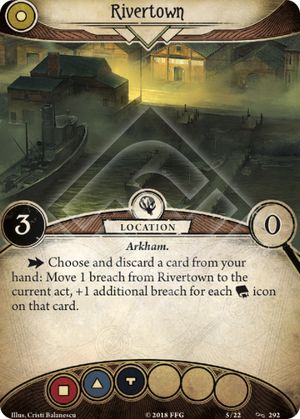 Rivertown
3
LOCATION
0
Arkham.
Choose and discard a card from your
hand: Move 1 breach from Rivertown to the
current act, +1 additional breach for each icon
on that card.
Illus. Cristi Balanescu
© 2018 FFG
5/22
292